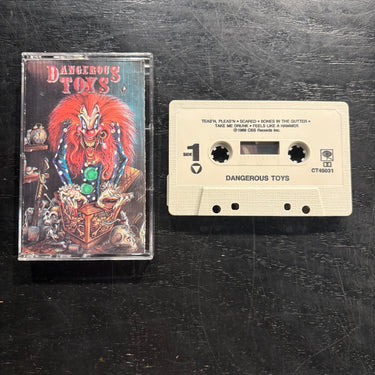 DANGEROUS
TOYS
TEAS'N, PLEAS'N • SCARED • BONES IN THE GUTTER •
TAKE ME DRUNK • FEELS LIKE A HAMMER
℗1989 CBS Records Inc.
SIDE 1
CT45031
DANGEROUS TOYS